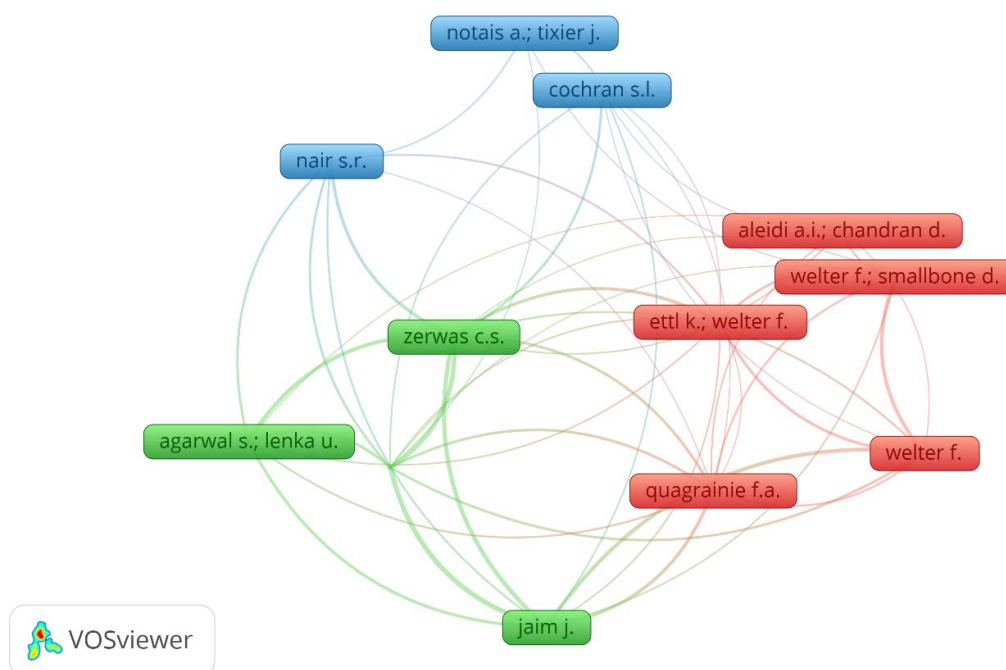 notais a.; tixier j.
cochran s.l.
nair s.r.
aleidi a.i.; chandran d.
welter f.; smallbone d.
ettl k.; welter f.
zerwas c.s.
agarwal s.; lenka u.
welter f.
quagrainie f.a.
jaim j.
VOSviewer